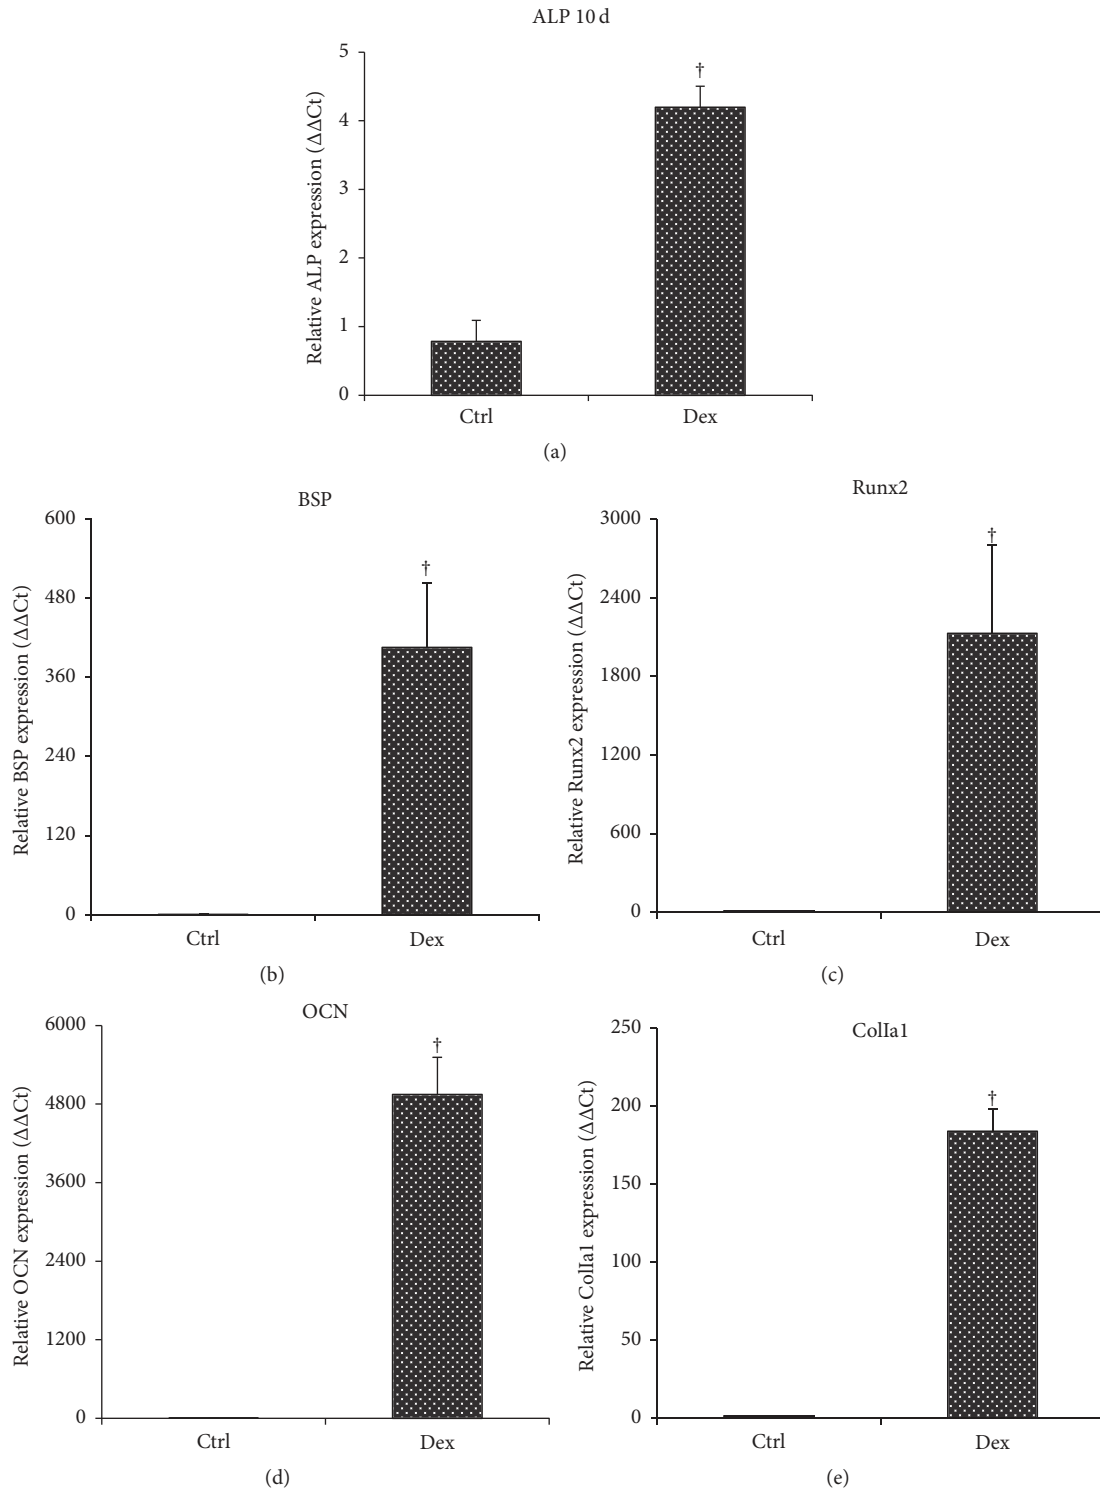 ALP 10 d
Relative ALP expression (ΔΔCt)
5
4
3
2
1
0
†
Ctrl
Dex
(a)
BSP
Relative BSP expression (ΔΔCt)
600
480
360
240
120
0
†
Ctrl
Dex
(b)
Runx2
Relative Runx2 expression (ΔΔCt)
3000
2400
1800
1200
600
0
†
Ctrl
Dex
(c)
OCN
Relative OCN expression (ΔΔCt)
6000
4800
3600
2400
1200
0
†
Ctrl
Dex
(d)
ColIa1
Relative ColIa1 expression (ΔΔCt)
250
200
150
100
50
0
†
Ctrl
Dex
(e)